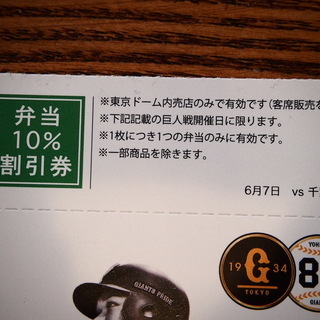 弁当
10%
割引券
※東京ドーム内売店のみで有効です(客席販売を
※下記記載の巨人戦開催日に限ります。
※1枚につき1つの弁当のみに有効です。
※一部商品を除きます。
6月7日 vs 千
GIANTS PRIDE
19 G 34
TOKYO
YOH
8
GIA